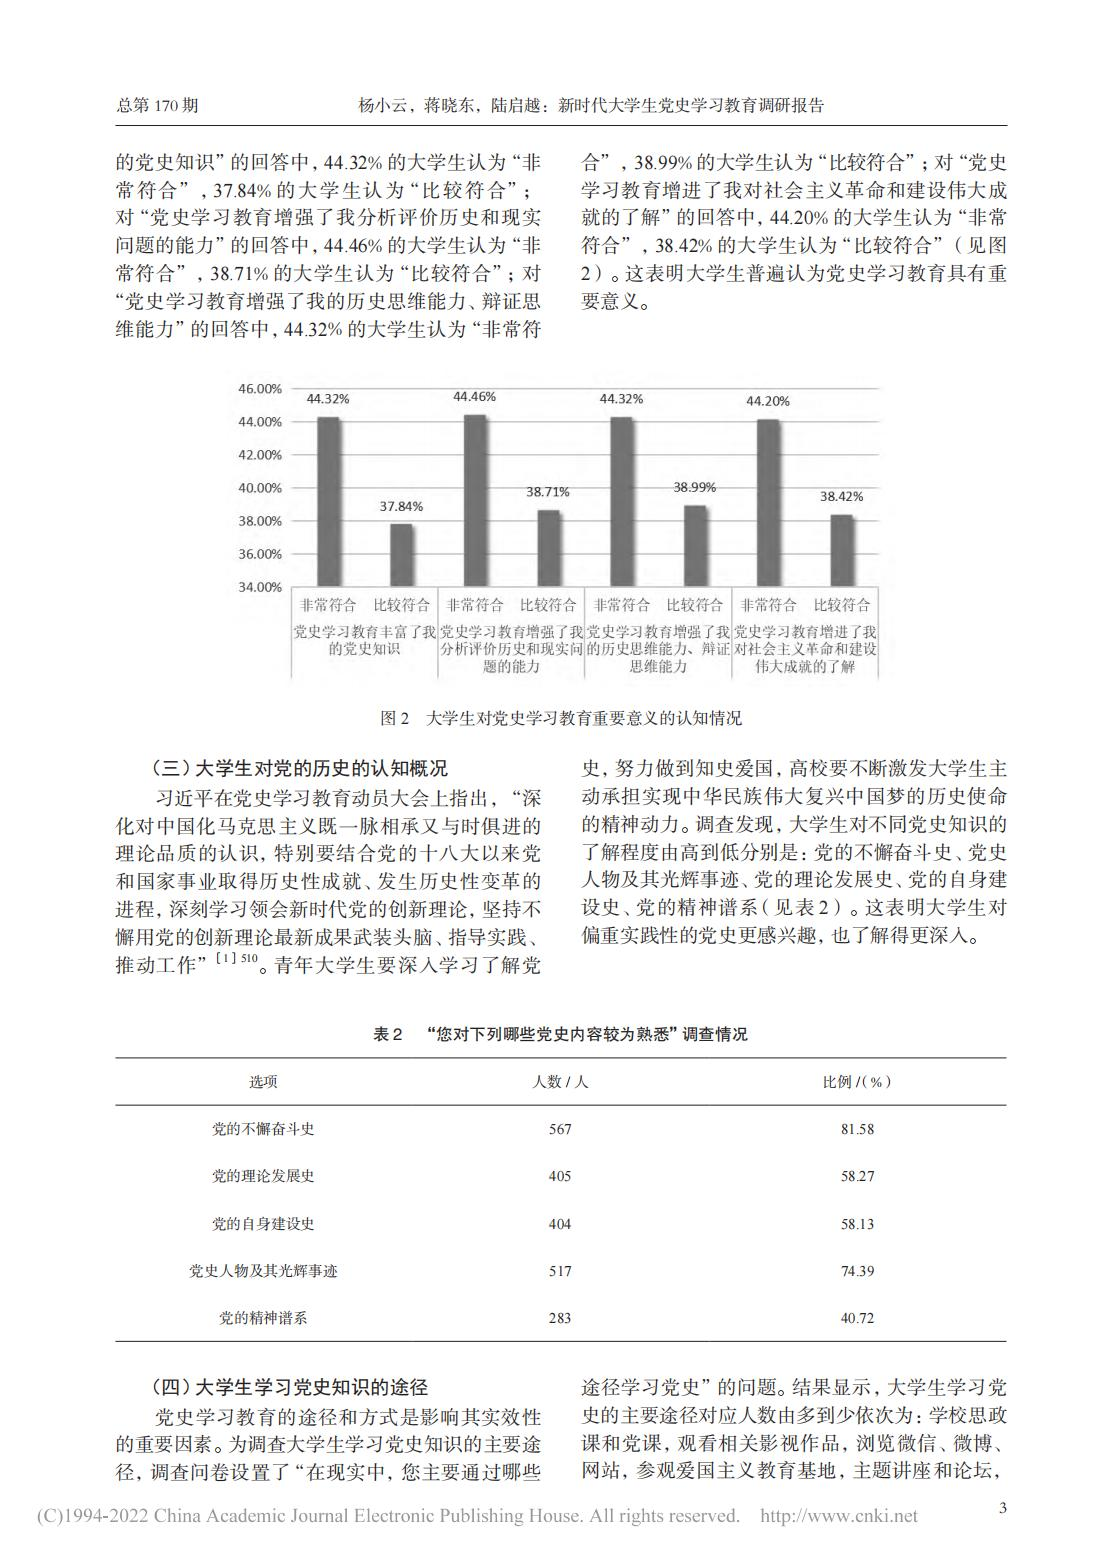 总第 170 期
杨小云，蒋晓东，陆启越：新时代大学生党史学习教育调研报告
的党史知识”的回答中，44.32% 的大学生认为“非
常符合”，37.84% 的大学生认为“比较符合”；
对“党史学习教育增强了我分析评价历史和现实
问题的能力”的回答中，44.46% 的大学生认为“非
常符合”，38.71% 的大学生认为“比较符合”；对
“党史学习教育增强了我的历史思维能力、辩证思
维能力”的回答中，44.32% 的大学生认为“非常符
合”，38.99% 的大学生认为“比较符合”；对“党史
学习教育增进了我对社会主义革命和建设伟大成
就的了解”的回答中，44.20% 的大学生认为“非常
符合”，38.42% 的大学生认为“比较符合”（见图
2）。这表明大学生普遍认为党史学习教育具有重
要意义。
46.00%
44.00%
42.00%
40.00%
38.00%
36.00%
34.00%
44.32%
37.84%
44.46%
38.71%
44.32%
38.99%
44.20%
38.42%
非常符合 比较符合 非常符合 比较符合 非常符合 比较符合 非常符合 比较符合
党史学习教育丰富了我
的党史知识
党史学习教育增强了我
分析评价历史和现实问
题的能力
党史学习教育增强了我
的历史思维能力、辩证
思维能力
党史学习教育增进了我
对社会主义革命和建设
伟大成就的了解
图 2 大学生对党史学习教育重要意义的认知情况
（三）大学生对党的历史的认知概况
习近平在党史学习教育动员大会上指出，“深
化对中国化马克思主义既一脉相承又与时俱进的
理论品质的认识，特别要结合党的十八大以来党
和国家事业取得历史性成就、发生历史性变革的
进程，深刻学习领会新时代党的创新理论，坚持不
懈用党的创新理论最新成果武装头脑、指导实践、
推动工作”[1]510。青年大学生要深入学习了解党
史，努力做到知史爱国，高校要不断激发大学生主
动承担实现中华民族伟大复兴中国梦的历史使命
的精神动力。调查发现，大学生对不同党史知识的
了解程度由高到低分别是：党的不懈奋斗史、党史
人物及其光辉事迹、党的理论发展史、党的自身建
设史、党的精神谱系（见表 2）。这表明大学生对
偏重实践性的党史更感兴趣，也了解得更深入。
表 2 “您对下列哪些党史内容较为熟悉”调查情况
选项 人数 / 人 比例 /(%)
党的不懈奋斗史 567 81.58
党的理论发展史 405 58.27
党的自身建设史 404 58.13
党史人物及其光辉事迹 517 74.39
党的精神谱系 283 40.72
（四）大学生学习党史知识的途径
党史学习教育的途径和方式是影响其实效性
的重要因素。为调查大学生学习党史知识的主要途
径，调查问卷设置了“在现实中，您主要通过哪些
途径学习党史”的问题。结果显示，大学生学习党
史的主要途径对应人数由多到少依次为：学校思政
课和党课，观看相关影视作品，浏览微信、微博、
网站，参观爱国主义教育基地，主题讲座和论坛，
3
(C)1994-2022 China Academic Journal Electronic Publishing House. All rights reserved. http://www.cnki.net